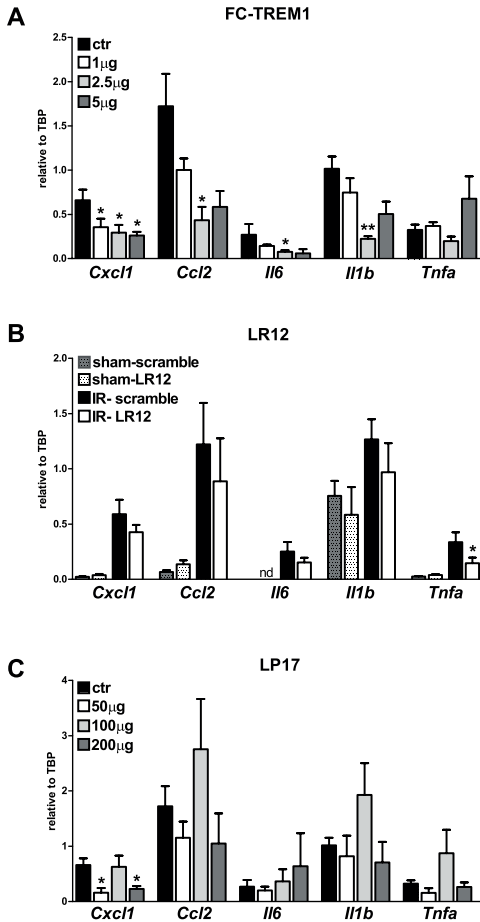 A
FC-TREM1
ctr
1µg
2.5µg
5µg
relative to TBP
2.5
2.0
1.5
1.0
0.5
0.0
* * *
*
*
**
Cxcl1 Ccl2 Il6 Il1b Tnfa
B
LR12
sham-scramble
sham-LR12
IR- scramble
IR- LR12
relative to TBP
2.0
1.5
1.0
0.5
0.0
nd
*
Cxcl1 Ccl2 Il6 Il1b Tnfa
C
LP17
ctr
50µg
100µg
200µg
relative to TBP
4
3
2
1
0
* *
Cxcl1 Ccl2 Il6 Il1b Tnfa